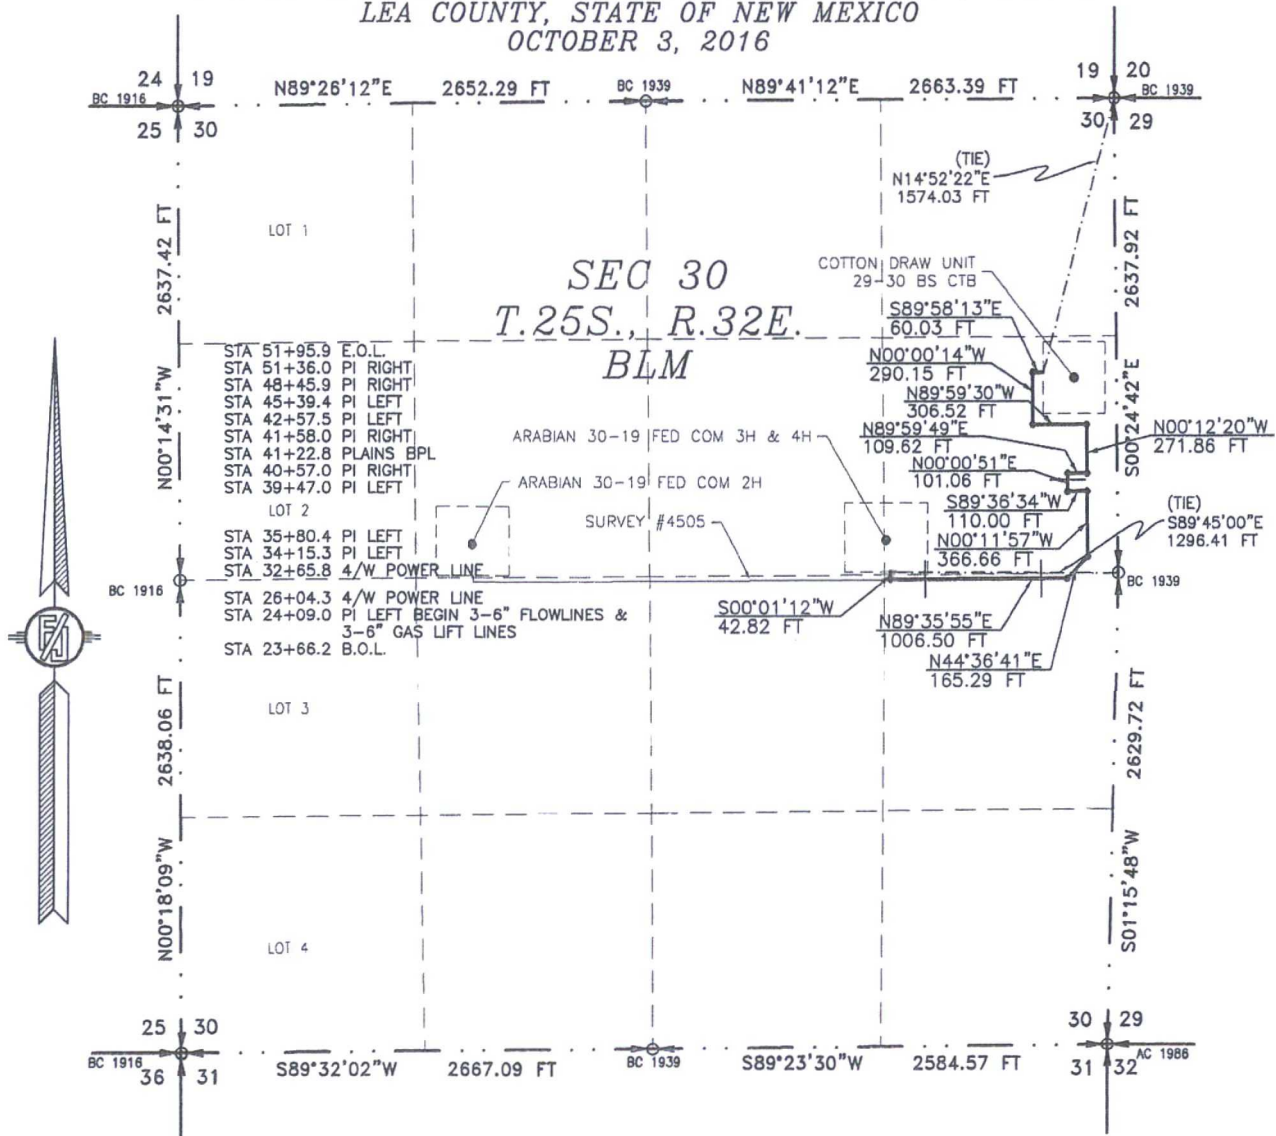 LEA COUNTY, STATE OF NEW MEXICO
OCTOBER 3, 2016
24 19
BC 1916
25 30
N89°26'12"E 2652.29 FT
BC 1939
N89°41'12"E 2663.39 FT
19 20
BC 1939
30 29
(TIE)
N14°52'22"E
1574.03 FT
2637.42 FT
N00°14'31"W
2637.92 FT
S00°24'42"E
LOT 1
SEC 30
T.25S., R.32E.
BLM
COTTON DRAW UNIT
29-30 BS CTB
S89°58'13"E
60.03 FT
N00°00'14"W
290.15 FT
N89°59'30"W
306.52 FT
N89°59'49"E
109.62 FT
N00°12'20"W
271.86 FT
N00°00'51"E
101.06 FT
S89°36'34"W
110.00 FT
N00°11'57"W
366.66 FT
(TIE)
S89°45'00"E
1296.41 FT
STA 51+95.9 E.O.L.
STA 51+36.0 PI RIGHT
STA 48+45.9 PI RIGHT
STA 45+39.4 PI LEFT
STA 42+57.5 PI LEFT
STA 41+58.0 PI RIGHT
STA 41+22.8 PLAINS BPL
STA 40+57.0 PI RIGHT
STA 39+47.0 PI LEFT
LOT 2
STA 35+80.4 PI LEFT
STA 34+15.3 PI LEFT
STA 32+65.8 4/W POWER LINE
STA 26+04.3 4/W POWER LINE
STA 24+09.0 PI LEFT BEGIN 3-6" FLOWLINES &
3-6" GAS LIFT LINES
STA 23+66.2 B.O.L.
ARABIAN 30-19 FED COM 3H & 4H
ARABIAN 30-19 FED COM 2H
SURVEY #4505
BC 1916
BC 1939
S00°01'12"W
42.82 FT
N89°35'55"E
1006.50 FT
N44°36'41"E
165.29 FT
LOT 3
2638.06 FT
N00°18'09"W
2629.72 FT
S01°15'48"W
LOT 4
25 30
BC 1916
36 31
S89°32'02"W 2667.09 FT
BC 1939
S89°23'30"W 2584.57 FT
30 29
AC 1986
31 32